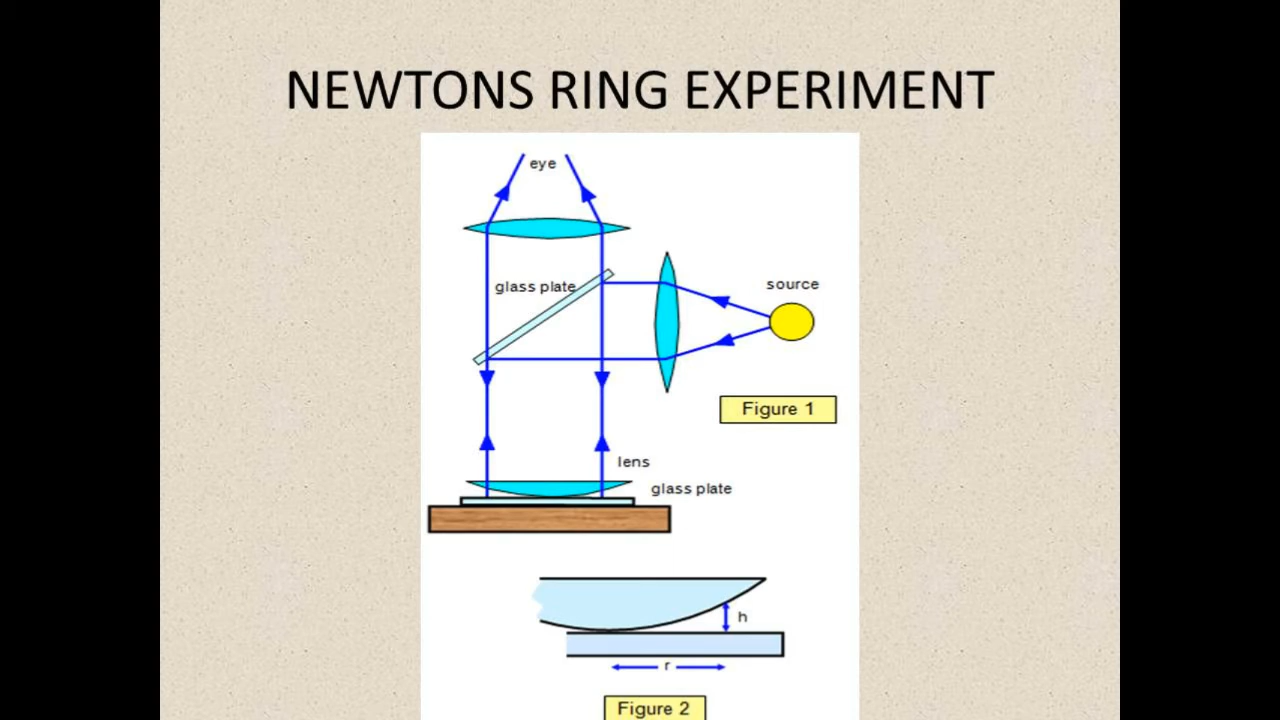 NEWTONS RING EXPERIMENT
eye
glass plate
source
Figure 1
lens
glass plate
h
r
Figure 2